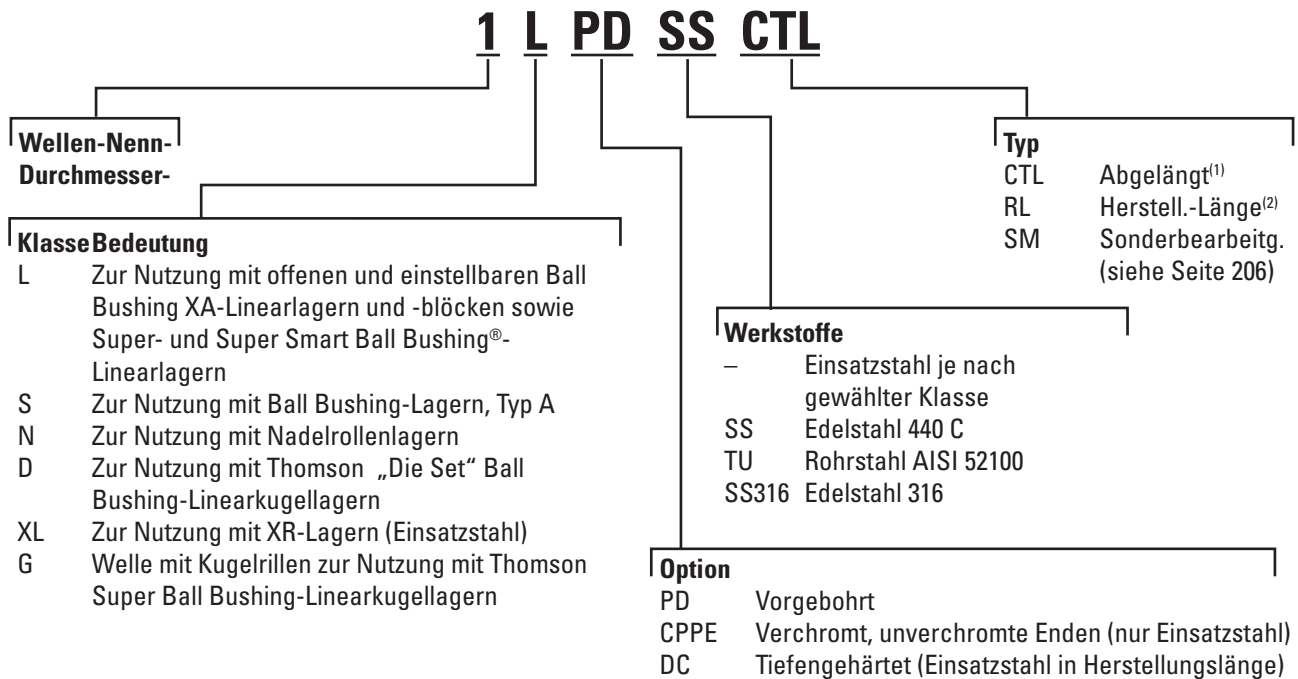 1 L PD SS CTL
Wellen-Nenn-
Durchmesser-
Klasse Bedeutung
L Zur Nutzung mit offenen und einstellbaren Ball
Bushing XA-Linearlagern und -blöcken sowie
Super- und Super Smart Ball Bushing®-
Linearlagern
S Zur Nutzung mit Ball Bushing-Lagern, Typ A
N Zur Nutzung mit Nadelrollenlagern
D Zur Nutzung mit Thomson „Die Set“ Ball
Bushing-Linearkugellagern
XL Zur Nutzung mit XR-Lagern (Einsatzstahl)
G Welle mit Kugelrillen zur Nutzung mit Thomson
Super Ball Bushing-Linearkugellagern
Typ
CTL Abgelängt(1)
RL Herstell.-Länge(2)
SM Sonderbearbeitg.
(siehe Seite 206)
Werkstoffe
– Einsatzstahl je nach
gewählter Klasse
SS Edelstahl 440 C
TU Rohrstahl AISI 52100
SS316 Edelstahl 316
Option
PD Vorgebohrt
CPPE Verchromt, unverchromte Enden (nur Einsatzstahl)
DC Tiefengehärtet (Einsatzstahl in Herstellungslänge)